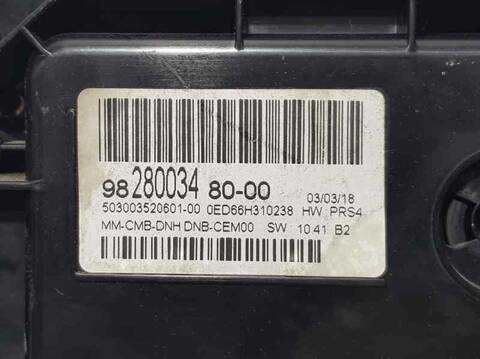 98 280034 80-00 03/03/18
503003520601-00 0ED66H310238 HW PRS4
MM-CMB-DNH DNB-CEM00 SW 10 41 B2